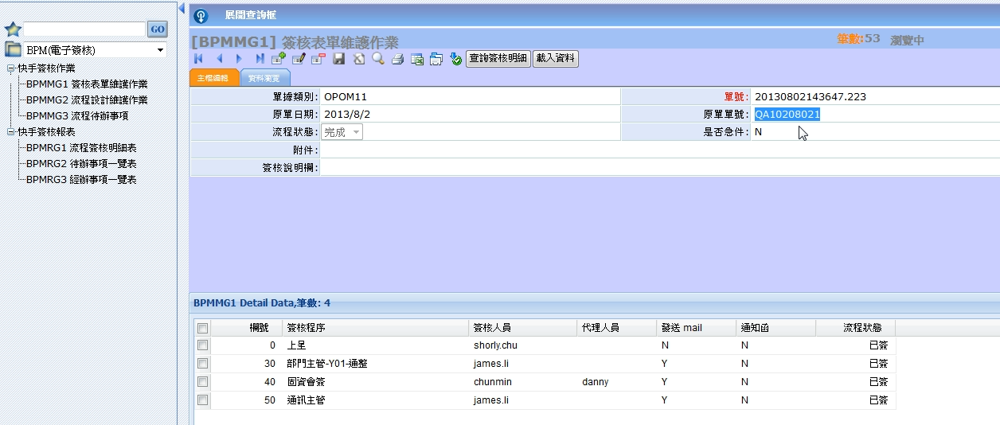 GO
BPM(電子簽核)
快手簽核作業
BPMMG1 簽核表單維護作業
BPMMG2 流程設計維護作業
BPMMG3 流程待辦事項
快手簽核報表
BPMRG1 流程簽核明細表
BPMRG2 待辦事項一覽表
BPMRG3 經辦事項一覽表
展開查詢框
[BPMMG1] 簽核表單維護作業 筆數:53 瀏覽中
查詢簽核明細 載入資料
主檔編輯 資料瀏覽
單據類別: OPOM11 單號: 20130802143647.223
原單日期: 2013/8/2 原單單號: QA10208021
流程狀態: 完成 是否急件: N
附件:
簽核說明欄:
BPMMG1 Detail Data,筆數: 4
欄號 簽核程序 簽核人員 代理人員 發送 mail 通知函 流程狀態
0 上呈 shorly.chu N N 已簽
30 部門主管-Y01-通整 james.li Y N 已簽
40 固資會簽 chunmin danny Y N 已簽
50 通訊主管 james.li Y N 已簽